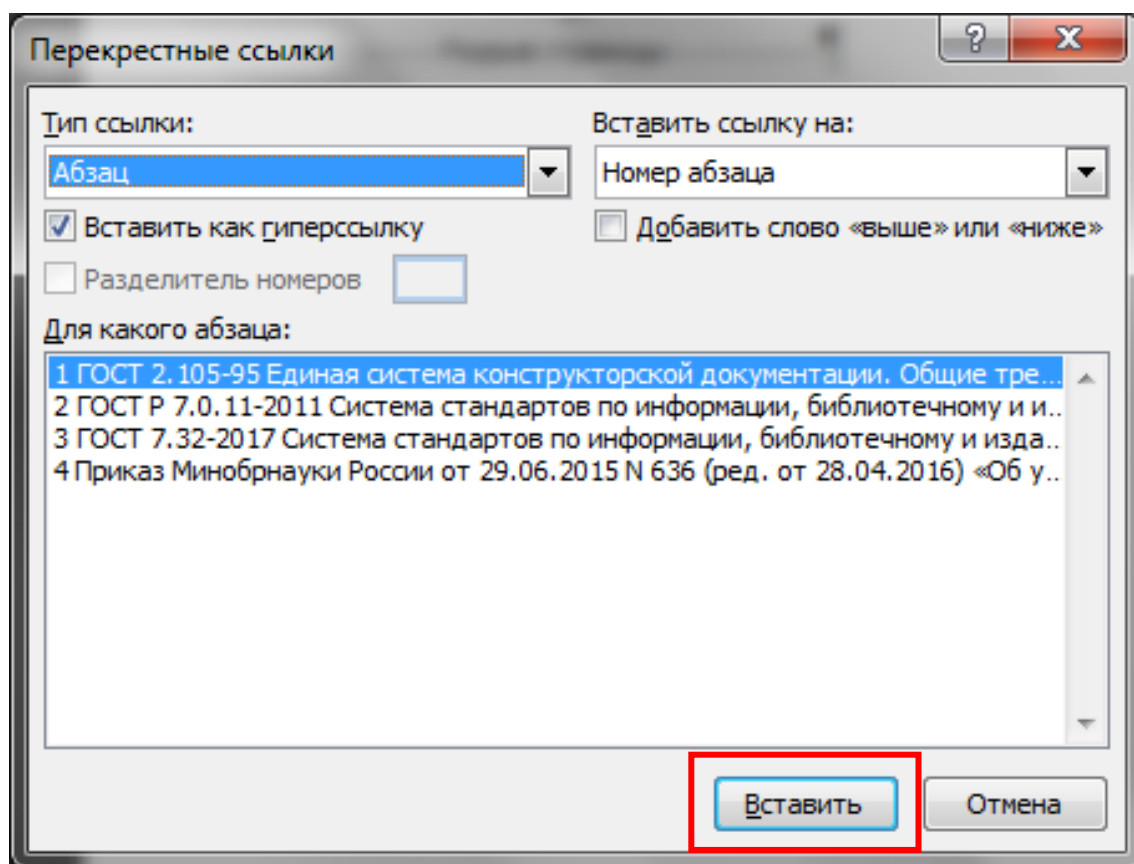 Перекрестные ссылки
Тип ссылки:
Вставить ссылку на:
Абзац
Номер абзаца
Вставить как гиперссылку
Добавить слово «выше» или «ниже»
Разделитель номеров
Для какого абзаца:
1 ГОСТ 2.105-95 Единая система конструкторской документации. Общие тре...
2 ГОСТ Р 7.0.11-2011 Система стандартов по информации, библиотечному и и...
3 ГОСТ 7.32-2017 Система стандартов по информации, библиотечному и изда...
4 Приказ Минобрнауки России от 29.06.2015 N 636 (ред. от 28.04.2016) «Об у...
Вставить
Отмена